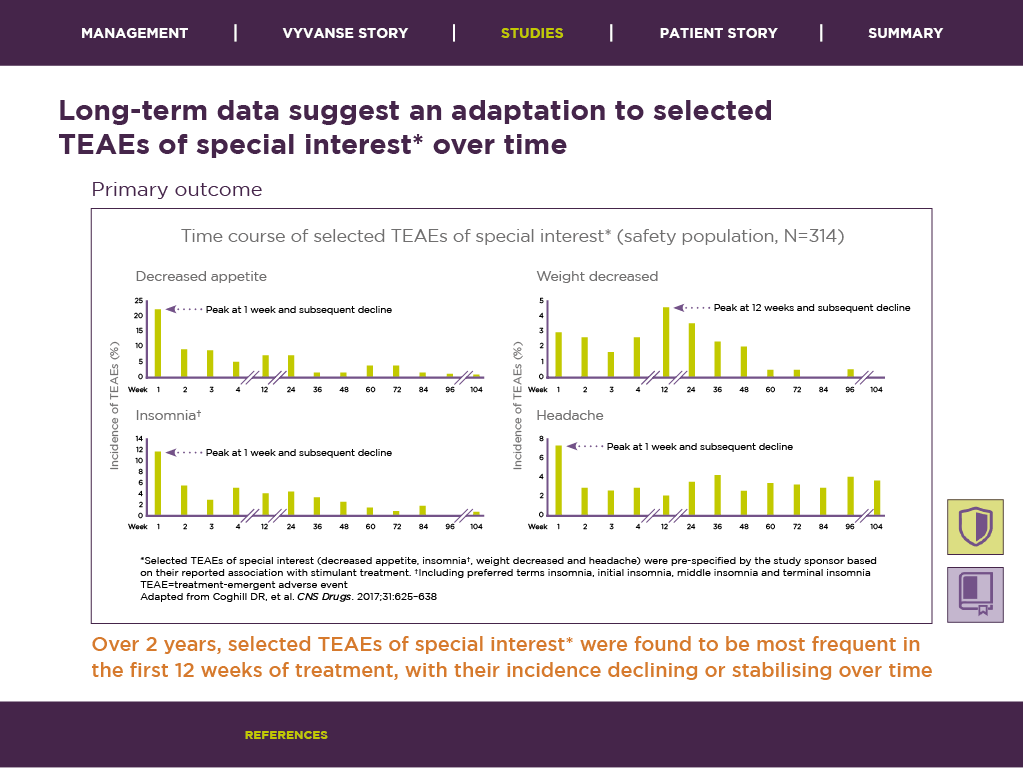 MANAGEMENT | VYVANSE STORY | STUDIES | PATIENT STORY | SUMMARY
Long-term data suggest an adaptation to selected
TEAEs of special interest* over time
Primary outcome
Time course of selected TEAEs of special interest* (safety population, N=314)
Decreased appetite
Incidence of TEAEs (%)
25
20
15
10
5
0
Peak at 1 week and subsequent decline
Week 1 2 3 4 12 24 36 48 60 72 84 96 104
Weight decreased
Incidence of TEAEs (%)
5
4
3
2
1
0
Peak at 12 weeks and subsequent decline
Week 1 2 3 4 12 24 36 48 60 72 84 96 104
Insomnia†
14
12
10
8
6
4
2
0
Peak at 1 week and subsequent decline
Week 1 2 3 4 12 24 36 48 60 72 84 96 104
Headache
8
6
4
2
0
Peak at 1 week and subsequent decline
Week 1 2 3 4 12 24 36 48 60 72 84 96 104
*Selected TEAEs of special interest (decreased appetite, insomnia†, weight decreased and headache) were pre-specified by the study sponsor based
on their reported association with stimulant treatment. †Including preferred terms insomnia, initial insomnia, middle insomnia and terminal insomnia
TEAE=treatment-emergent adverse event
Adapted from Coghill DR, et al. CNS Drugs. 2017;31:625–638
Over 2 years, selected TEAEs of special interest* were found to be most frequent in
the first 12 weeks of treatment, with their incidence declining or stabilising over time
REFERENCES